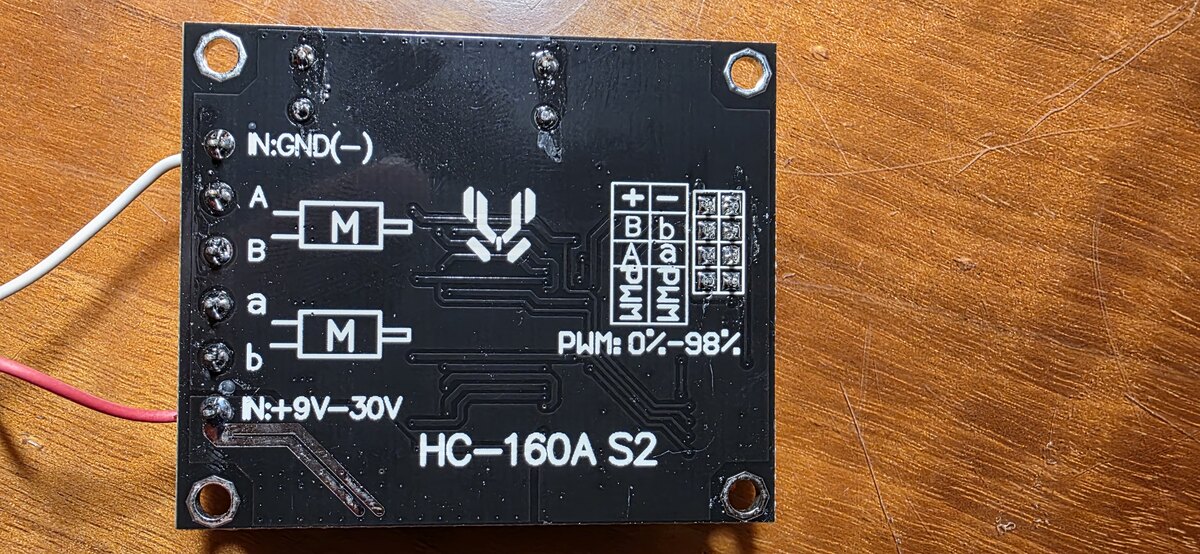 IN:GND(-)
A
M
B
a
M
b
IN:+9V-30V
+ -
B b
A a
PWM PWM
PWM: 0%-98%
HC-160A S2